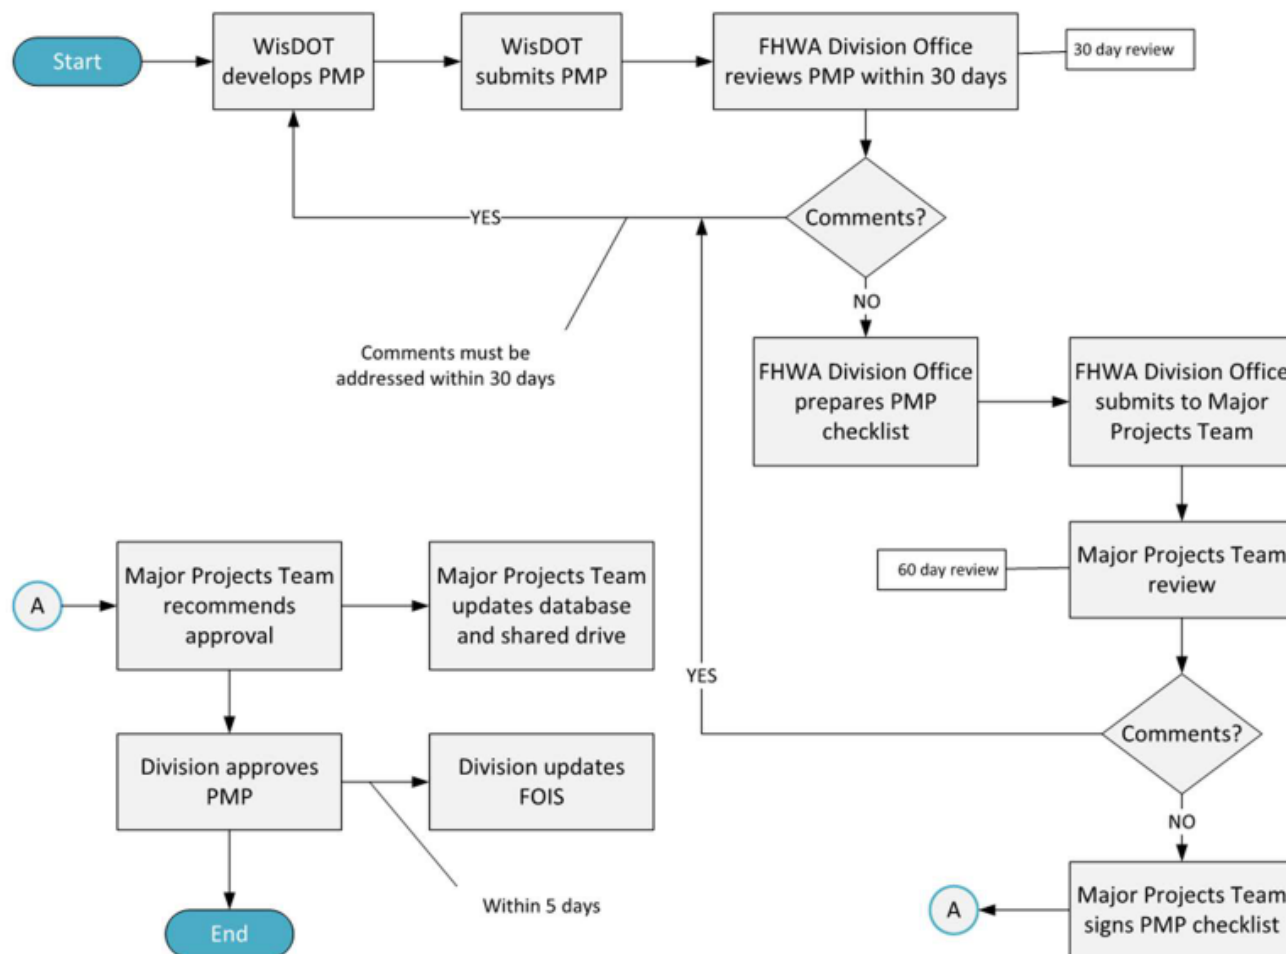 Start
WisDOT
develops PMP
WisDOT
submits PMP
FHWA Division Office
reviews PMP within 30 days
30 day review
Comments?
YES
NO
Comments must be
addressed within 30 days
FHWA Division Office
prepares PMP
checklist
FHWA Division Office
submits to Major
Projects Team
Major Projects Team
review
60 day review
Comments?
YES
NO
Major Projects Team
signs PMP checklist
A
A
Major Projects Team
recommends
approval
Major Projects Team
updates database
and shared drive
Division approves
PMP
Division updates
FOIS
Within 5 days
End